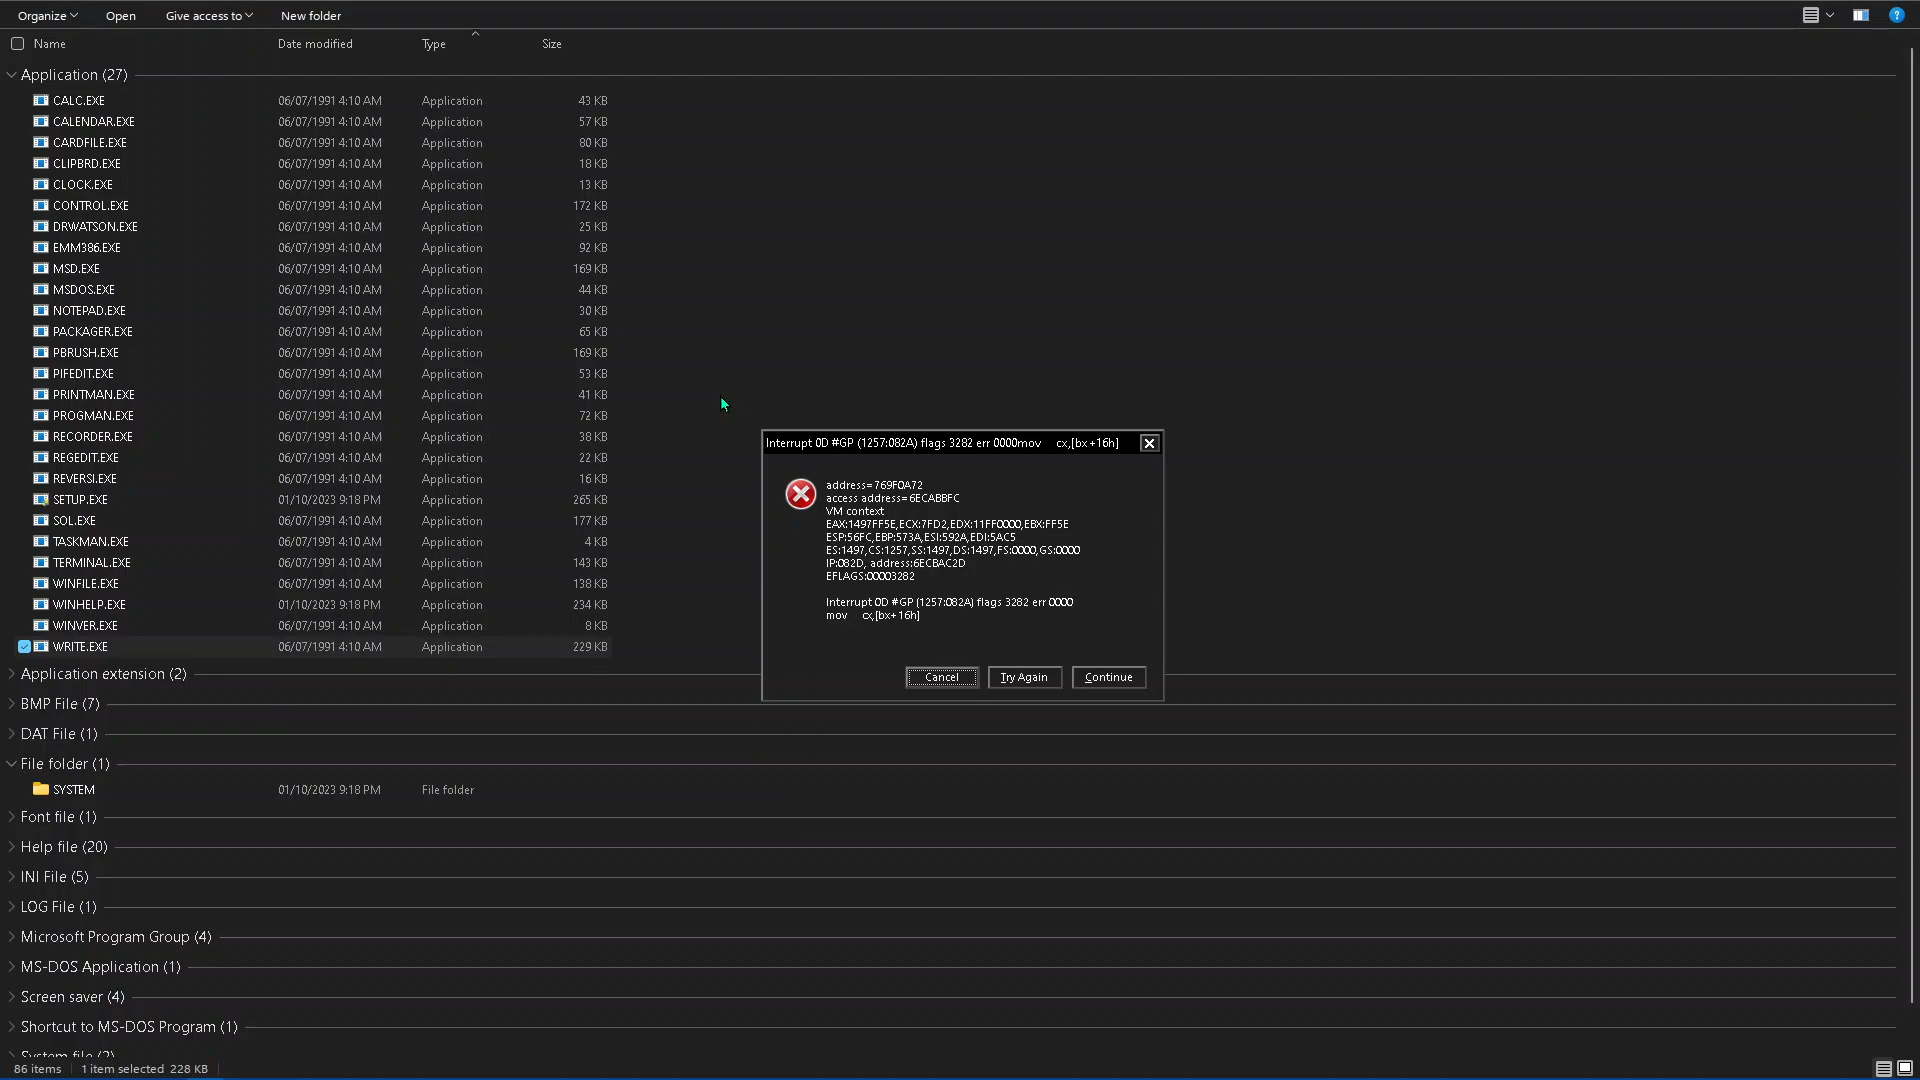 Organize Open Give access to New folder
Name Date modified Type Size
Application (27)
CALC.EXE 06/07/1991 4:10 AM Application 43 KB
CALENDAR.EXE 06/07/1991 4:10 AM Application 57 KB
CARDFILE.EXE 06/07/1991 4:10 AM Application 80 KB
CLIPBRD.EXE 06/07/1991 4:10 AM Application 18 KB
CLOCK.EXE 06/07/1991 4:10 AM Application 13 KB
CONTROL.EXE 06/07/1991 4:10 AM Application 172 KB
DRWATSON.EXE 06/07/1991 4:10 AM Application 25 KB
EMM386.EXE 06/07/1991 4:10 AM Application 92 KB
MSD.EXE 06/07/1991 4:10 AM Application 169 KB
MSDOS.EXE 06/07/1991 4:10 AM Application 44 KB
NOTEPAD.EXE 06/07/1991 4:10 AM Application 30 KB
PACKAGER.EXE 06/07/1991 4:10 AM Application 65 KB
PBRUSH.EXE 06/07/1991 4:10 AM Application 169 KB
PIFEDIT.EXE 06/07/1991 4:10 AM Application 53 KB
PRINTMAN.EXE 06/07/1991 4:10 AM Application 41 KB
PROGMAN.EXE 06/07/1991 4:10 AM Application 72 KB
RECORDER.EXE 06/07/1991 4:10 AM Application 38 KB
REGEDIT.EXE 06/07/1991 4:10 AM Application 22 KB
REVERSI.EXE 06/07/1991 4:10 AM Application 16 KB
SETUP.EXE 01/10/2023 9:18 PM Application 265 KB
SOL.EXE 06/07/1991 4:10 AM Application 177 KB
TASKMAN.EXE 06/07/1991 4:10 AM Application 4 KB
TERMINAL.EXE 06/07/1991 4:10 AM Application 143 KB
WINFILE.EXE 06/07/1991 4:10 AM Application 138 KB
WINHELP.EXE 01/10/2023 9:18 PM Application 234 KB
WINVER.EXE 06/07/1991 4:10 AM Application 8 KB
WRITE.EXE 06/07/1991 4:10 AM Application 229 KB
Application extension (2)
BMP File (7)
DAT File (1)
File folder (1)
SYSTEM 01/10/2023 9:18 PM File folder
Font file (1)
Help file (20)
INI File (5)
LOG File (1)
Microsoft Program Group (4)
MS-DOS Application (1)
Screen saver (4)
Shortcut to MS-DOS Program (1)
System file (2)
86 items 1 item selected 228 KB
Interrupt 0D #GP (1257:082A) flags 3282 err 0000mov cx,[bx+16h]
address=769F0A72
access address=6ECABBFC
VM context
EAX:1497FF5E,ECX:7FD2,EDX:11FF0000,EBX:FF5E
ESP:56FC,EBP:573A,ESI:592A,EDI:5AC5
ES:1497,CS:1257,SS:1497,DS:1497,FS:0000,GS:0000
IP:082D, address:6ECBAC2D
EFLAGS:00003282
Interrupt 0D #GP (1257:082A) flags 3282 err 0000
mov cx,[bx+16h]
Cancel Try Again Continue